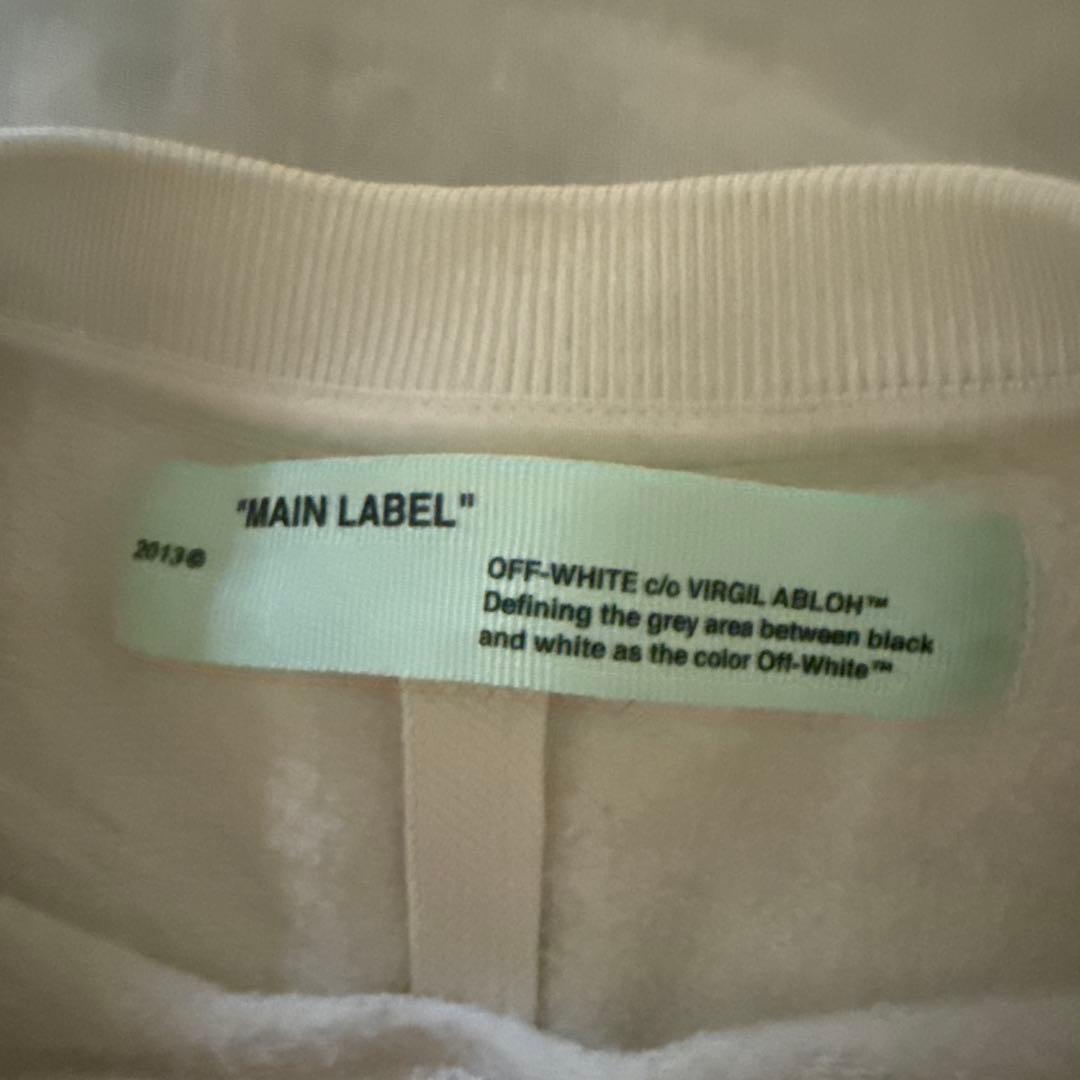 "MAIN LABEL"
2013©
OFF-WHITE c/o VIRGIL ABLOH™
Defining the grey area between black
and white as the color Off-White™